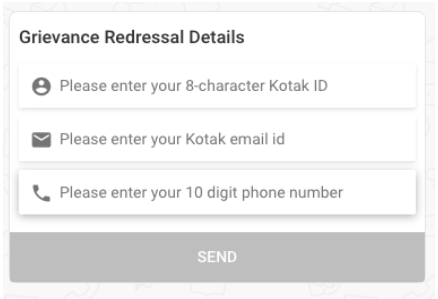 Grievance Redressal Details
Please enter your 8-character Kotak ID
Please enter your Kotak email id
Please enter your 10 digit phone number
SEND